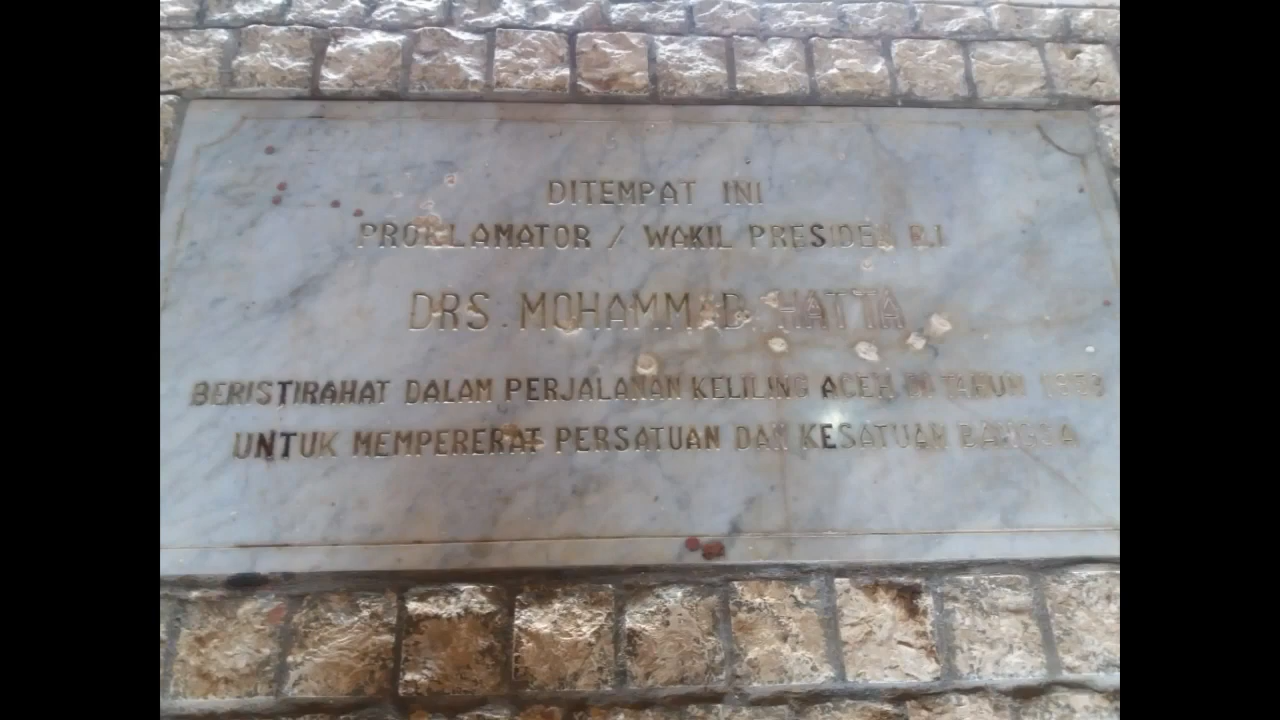 DITEMPAT INI
PROKLAMATOR / WAKIL PRESIDEN R.I
DRS. MOHAMMAD HATTA
BERISTIRAHAT DALAM PERJALANAN KELILING ACEH DI TAHUN
UNTUK MEMPERERAT PERSATUAN DAN KESATUAN BANGSA